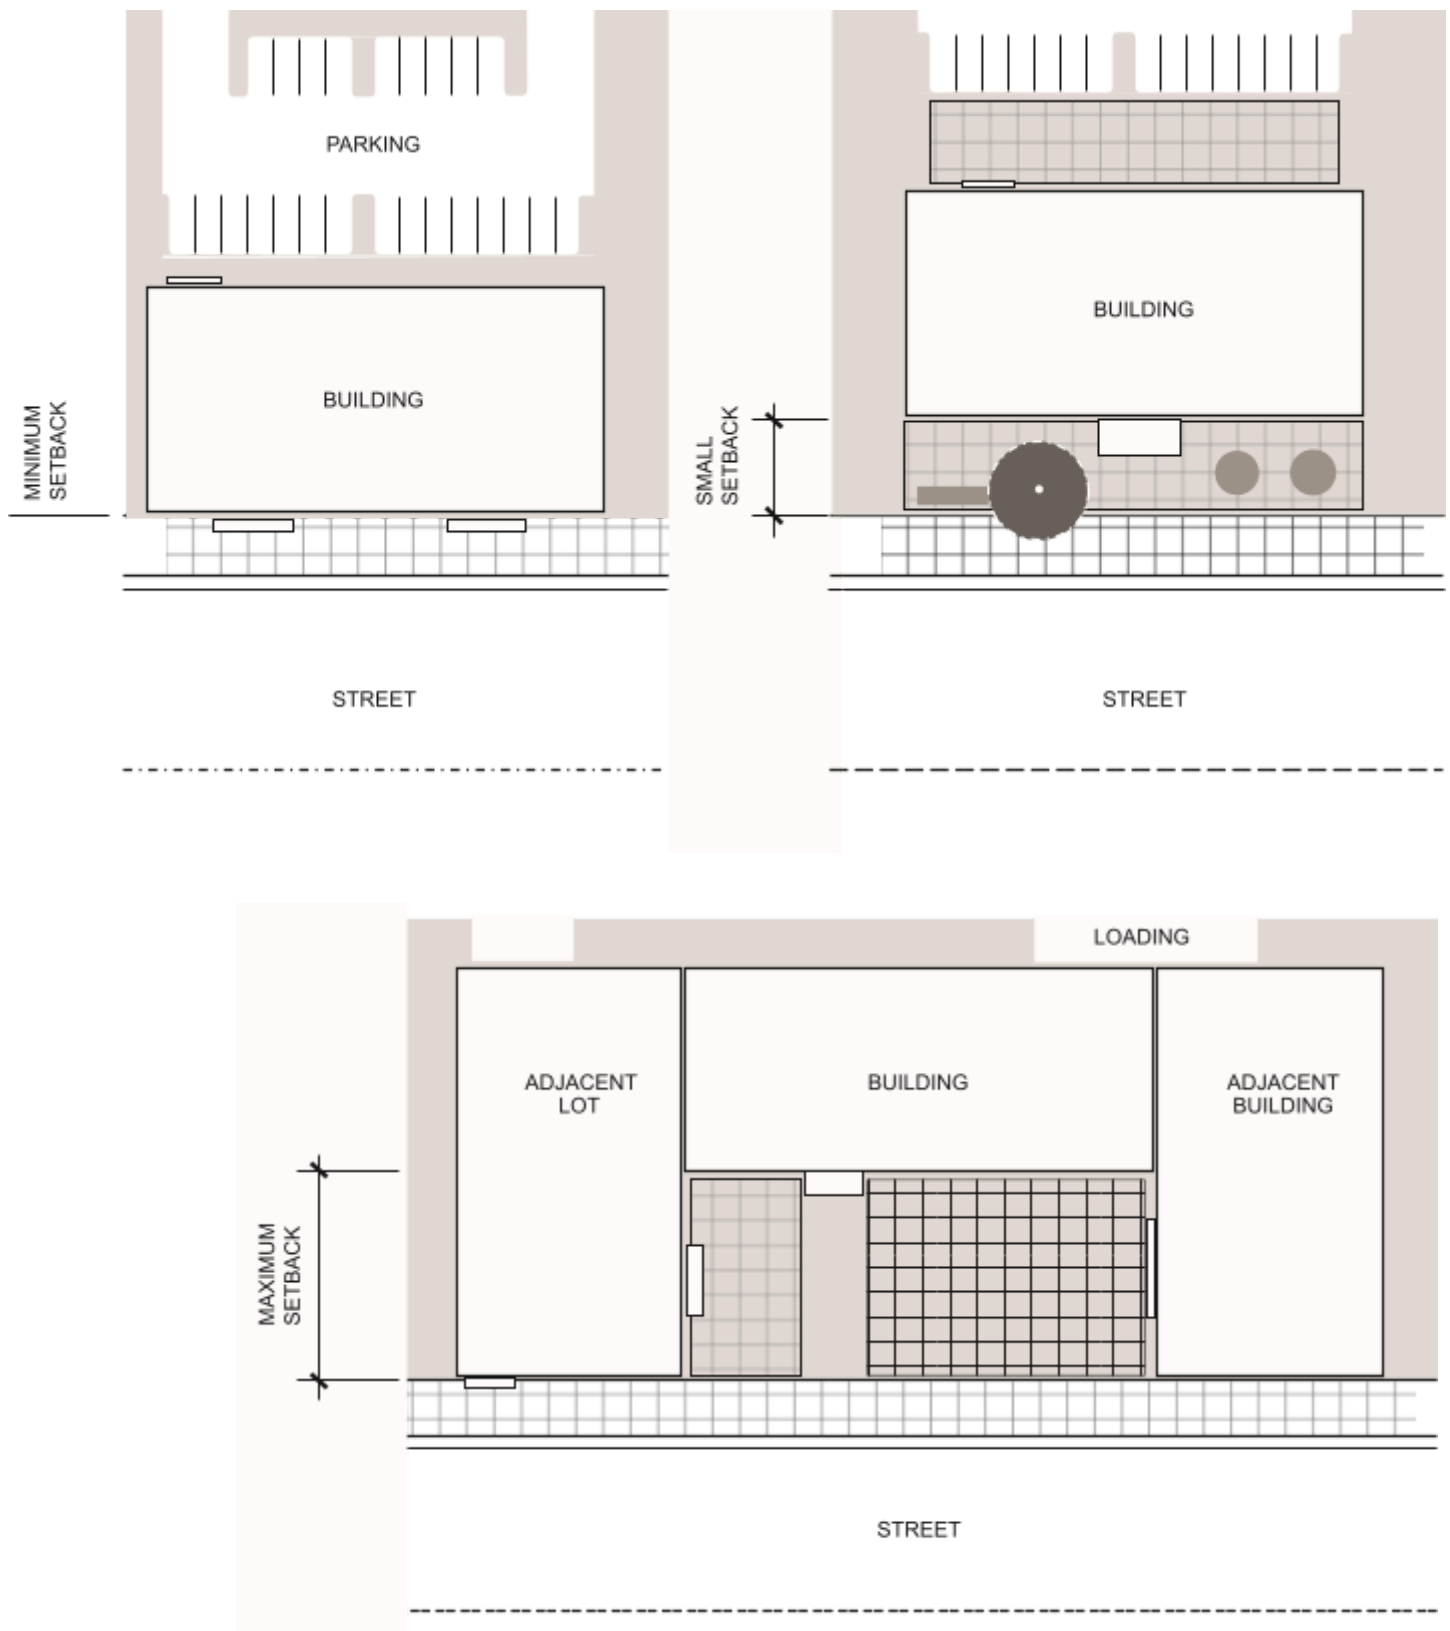 PARKING
BUILDING
MINIMUM
SETBACK
STREET
BUILDING
SMALL
SETBACK
STREET
LOADING
ADJACENT
LOT
BUILDING
ADJACENT
BUILDING
MAXIMUM
SETBACK
STREET